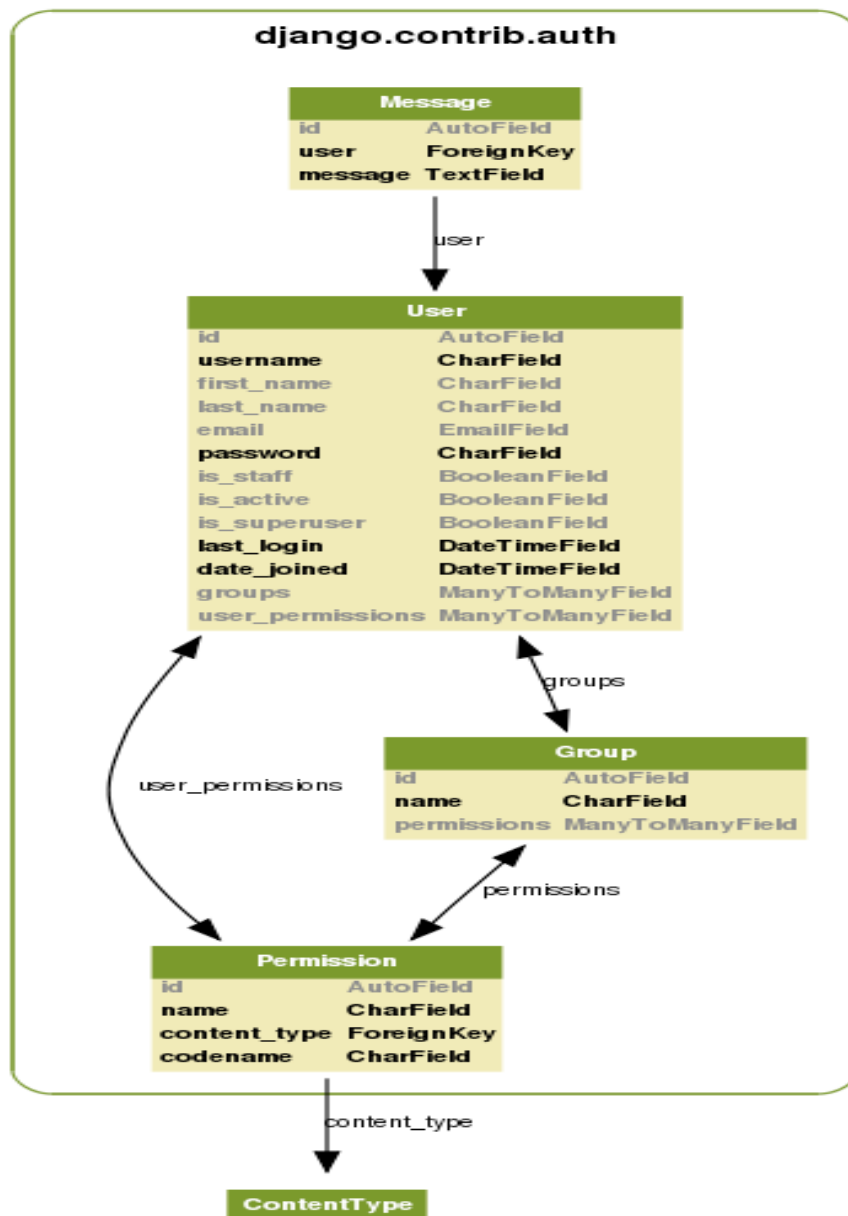 django.contrib.auth
Message
id AutoField
user ForeignKey
message TextField
user
User
id AutoField
username CharField
first_name CharField
last_name CharField
email EmailField
password CharField
is_staff BooleanField
is_active BooleanField
is_superuser BooleanField
last_login DateTimeField
date_joined DateTimeField
groups ManyToManyField
user_permissions ManyToManyField
groups
user_permissions
Group
id AutoField
name CharField
permissions ManyToManyField
permissions
Permission
id AutoField
name CharField
content_type ForeignKey
codename CharField
content_type
ContentType